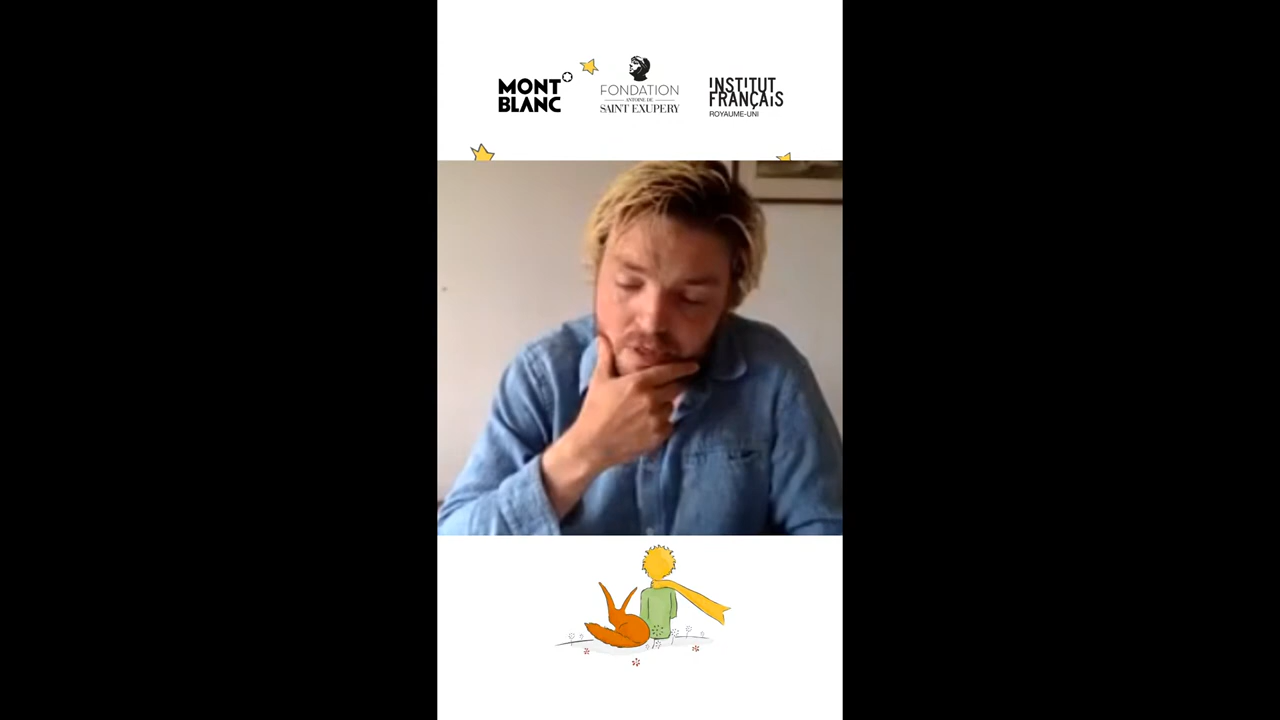 MONT
BLANC
FONDATION
ANTOINE DE
SAINT EXUPERY
INSTITUT
FRANÇAIS
ROYAUME-UNI